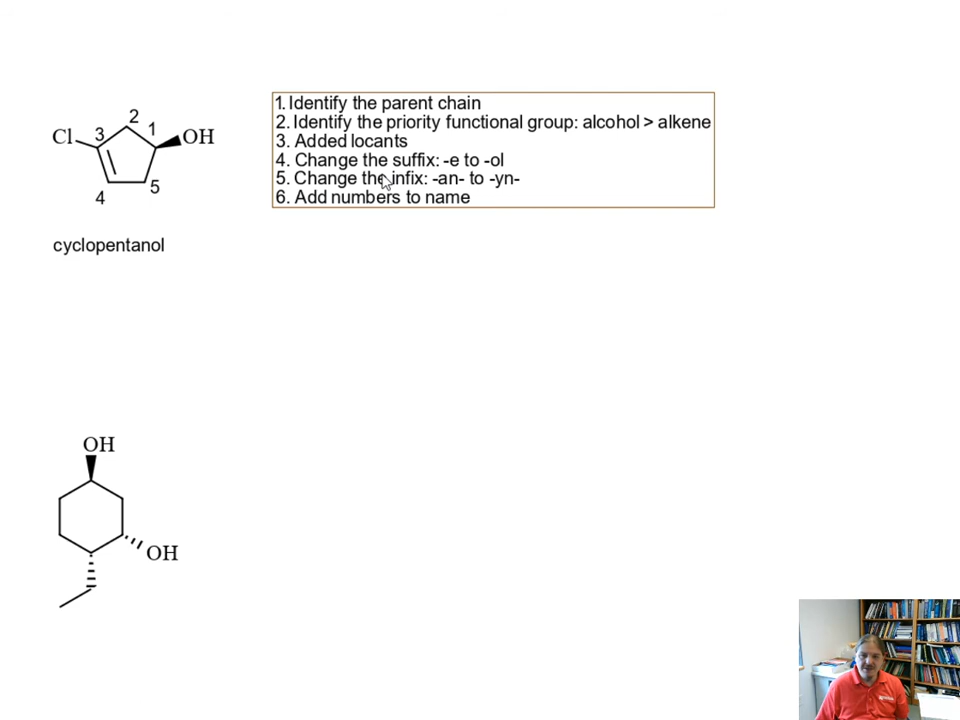 Cl
3
2
1
OH
4
5
cyclopentanol
1. Identify the parent chain
2. Identify the priority functional group: alcohol > alkene
3. Added locants
4. Change the suffix: -e to -ol
5. Change the infix: -an- to -yn-
6. Add numbers to name
OH
OH